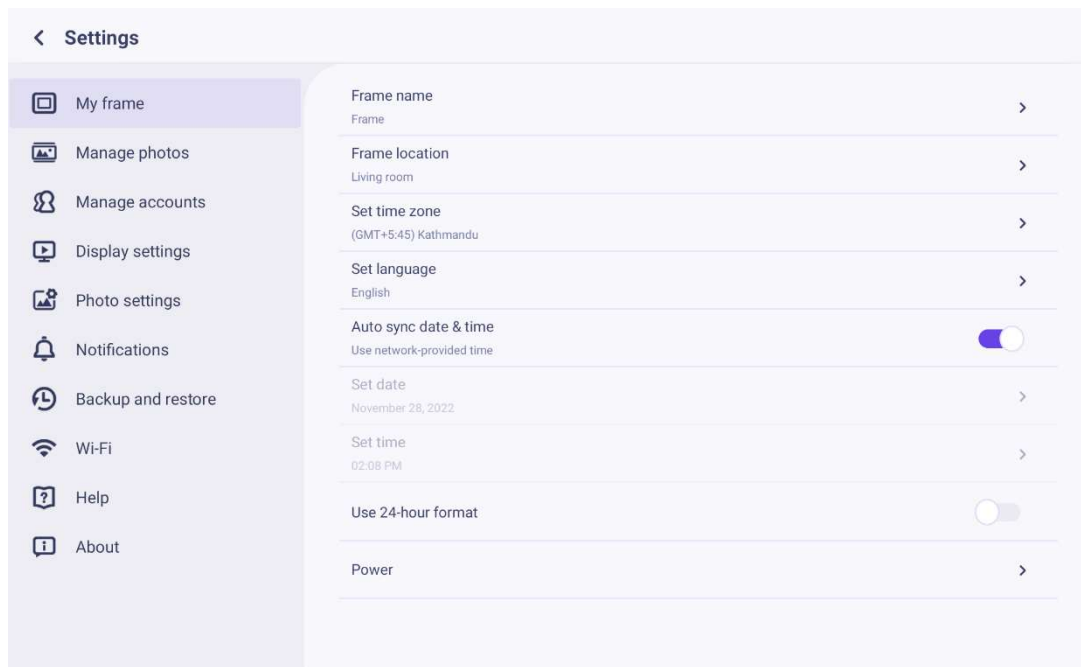 Settings
My frame
Manage photos
Manage accounts
Display settings
Photo settings
Notifications
Backup and restore
Wi-Fi
Help
About
Frame name
Frame
Frame location
Living room
Set time zone
(GMT+5:45) Kathmandu
Set language
English
Auto sync date & time
Use network-provided time
Set date
November 28, 2022
Set time
02:08 PM
Use 24-hour format
Power